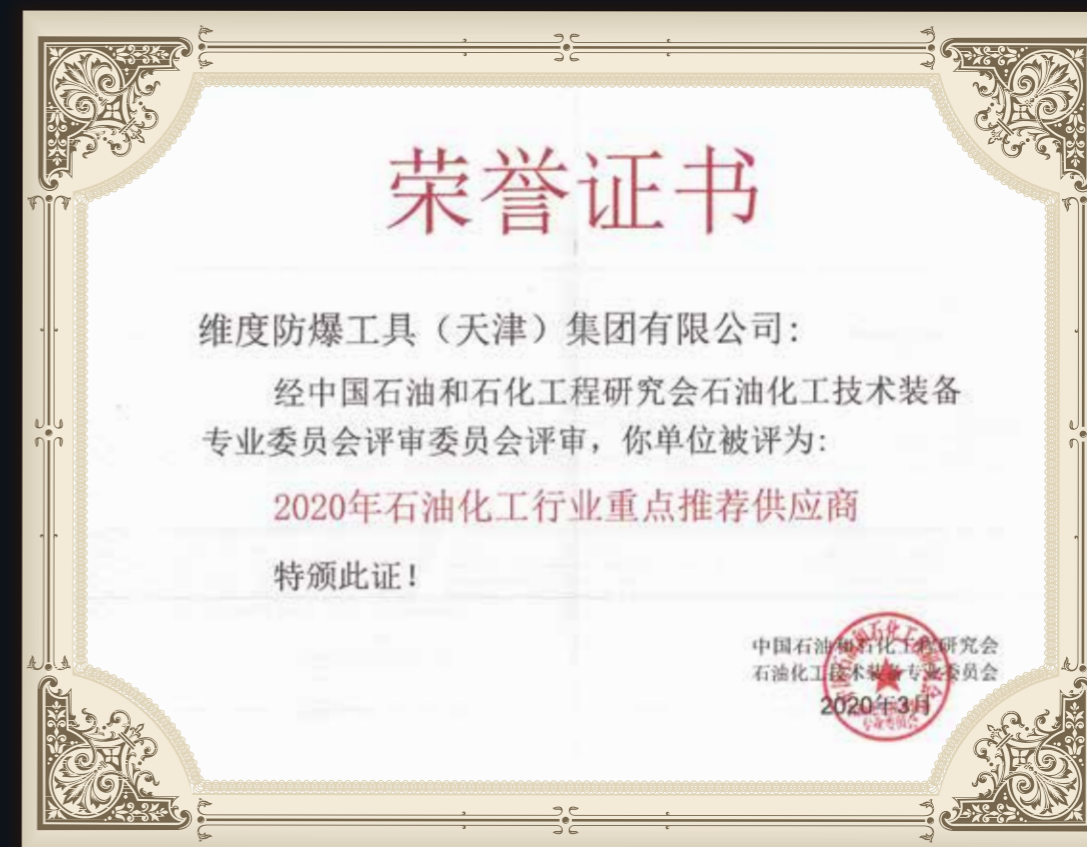 荣誉证书
维度防爆工具（天津）集团有限公司：
经中国石油和石化工程研究会石油化工技术装备
专业委员会评审委员会评审，你单位被评为：
2020年石油化工行业重点推荐供应商
特颁此证！
中国石油和石化工程研究会
石油化工技术装备专业委员会
2020年3月
专业委员会